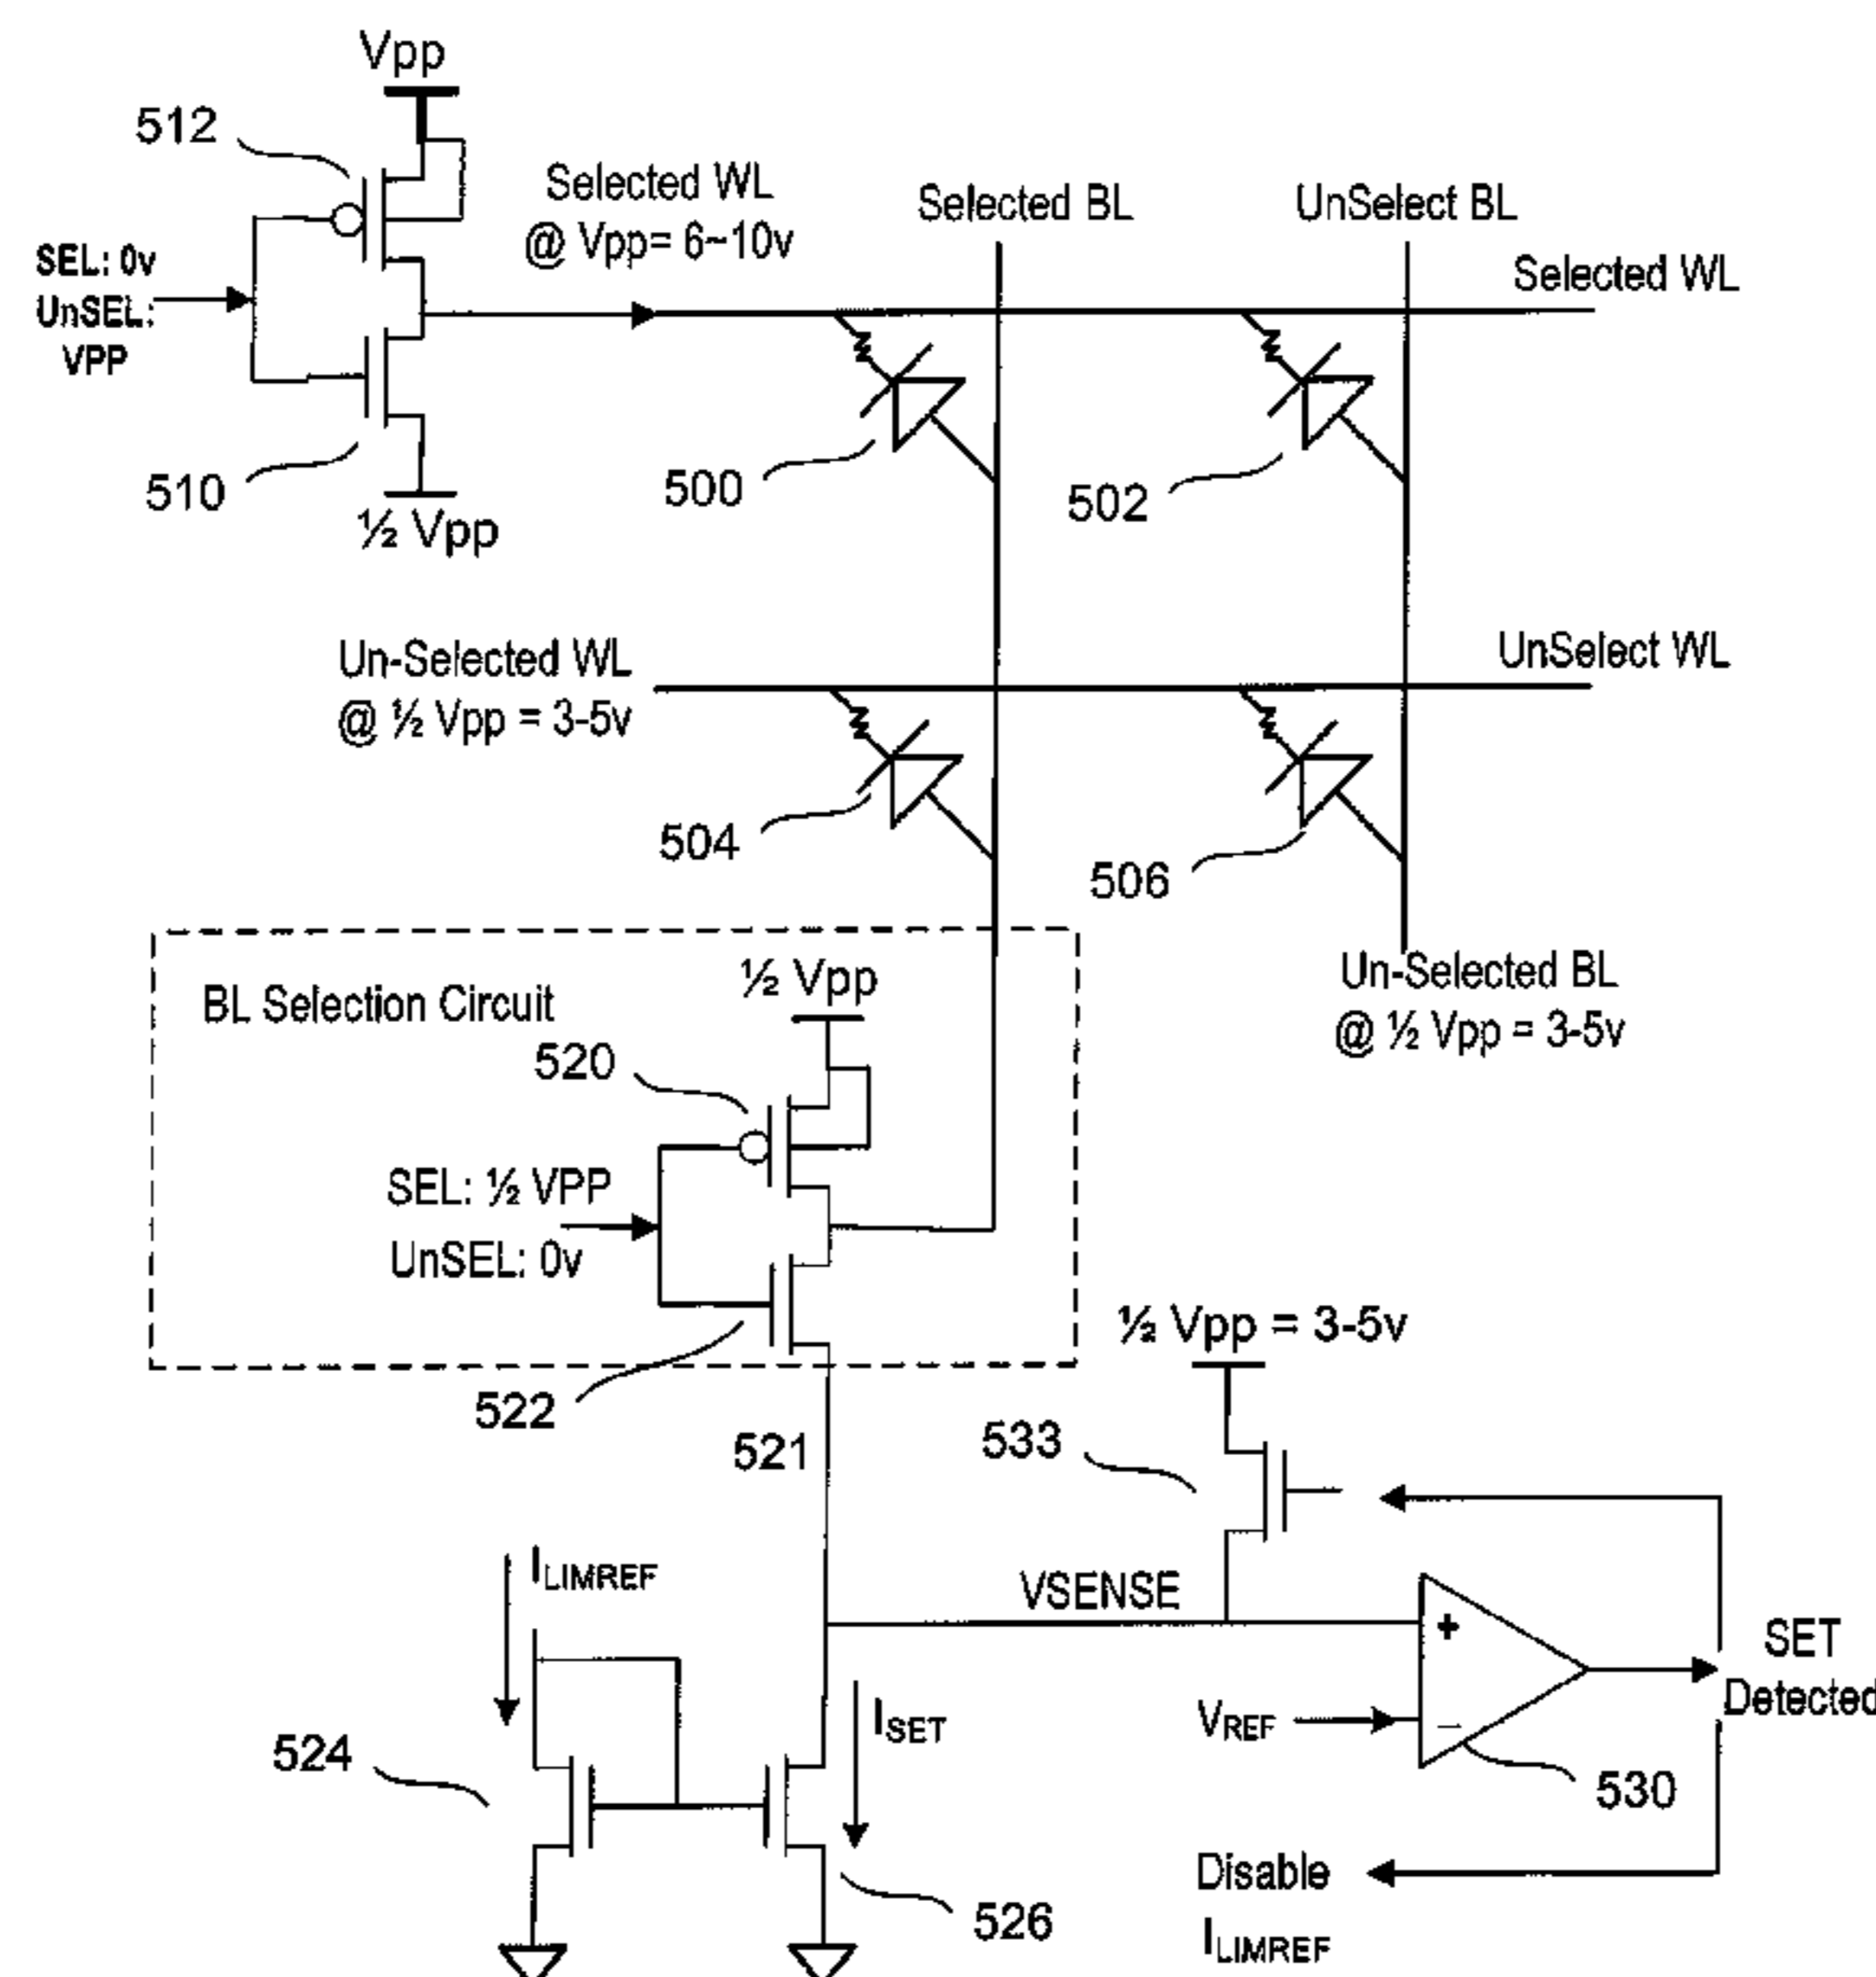 Vpp
512
Selected WL
@ Vpp= 6~10v
Selected BL
UnSelect BL
Selected WL
SEL: 0v
UnSEL:
VPP
510
½ Vpp
500
502
Un-Selected WL
@ ½ Vpp = 3-5v
UnSelect WL
504
506
Un-Selected BL
@ ½ Vpp = 3-5v
BL Selection Circuit
½ Vpp
520
SEL: ½ VPP
UnSEL: 0v
522
521
½ Vpp = 3-5v
533
ILIMREF
VSENSE
+
SET
Detected
VREF
–
530
ISET
524
526
Disable
ILIMREF